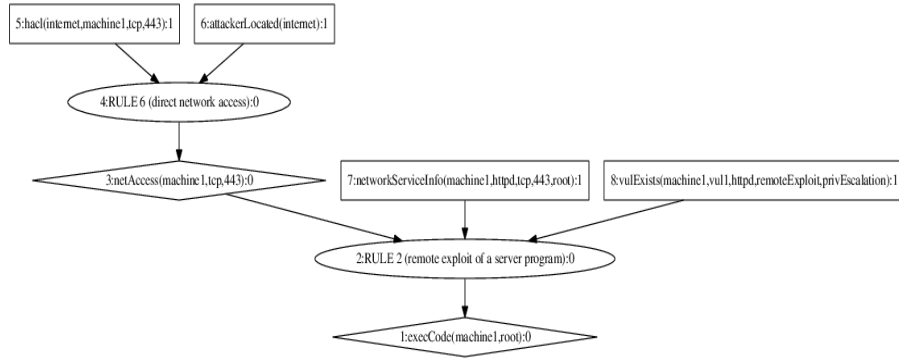 5:hacl(internet,machine1,tcp,443):1
6:attackerLocated(internet):1
4:RULE 6 (direct network access):0
3:netAccess(machine1,tcp,443):0
7:networkServiceInfo(machine1,httpd,tcp,443,root):1
8:vulExists(machine1,vul1,httpd,remoteExploit,privEscalation):1
2:RULE 2 (remote exploit of a server program):0
1:execCode(machine1,root):0